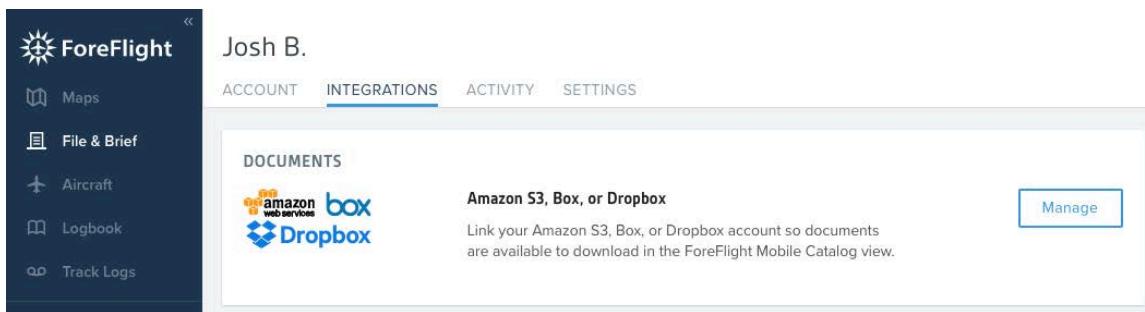 «
ForeFlight
Maps
File & Brief
Aircraft
Logbook
Track Logs
Josh B.
ACCOUNT INTEGRATIONS ACTIVITY SETTINGS
DOCUMENTS
amazon
web services
box
Dropbox
Amazon S3, Box, or Dropbox
Link your Amazon S3, Box, or Dropbox account so documents
are available to download in the ForeFlight Mobile Catalog view.
Manage